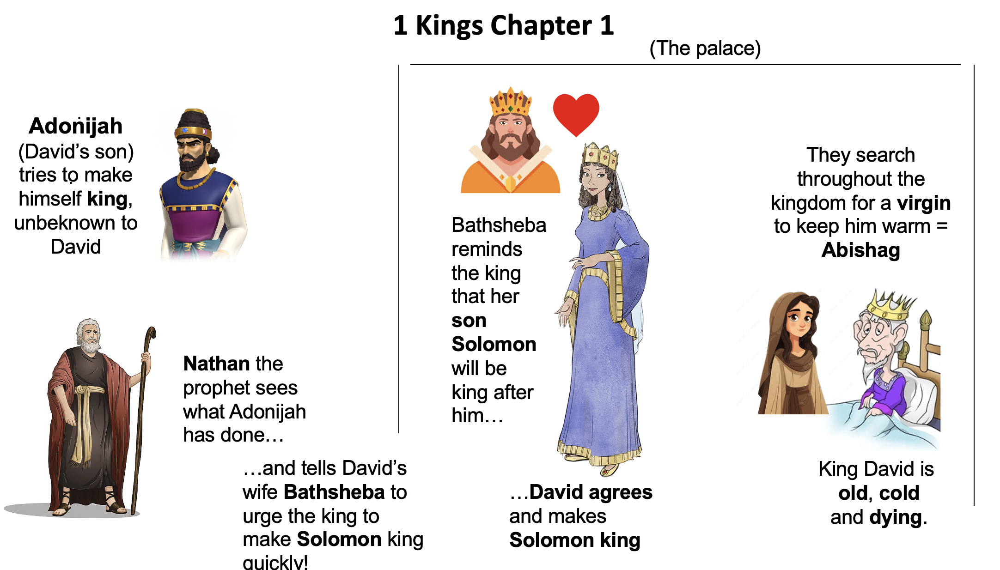 1 Kings Chapter 1
(The palace)
Adonijah
(David’s son)
tries to make
himself king,
unbeknown to
David
Nathan the
prophet sees
what Adonijah
has done…
…and tells David’s
wife Bathsheba to
urge the king to
make Solomon king
quickly!
Bathsheba
reminds
the king
that her
son
Solomon
will be
king after
him…
…David agrees
and makes
Solomon king
They search
throughout the
kingdom for a virgin
to keep him warm =
Abishag
King David is
old, cold
and dying.